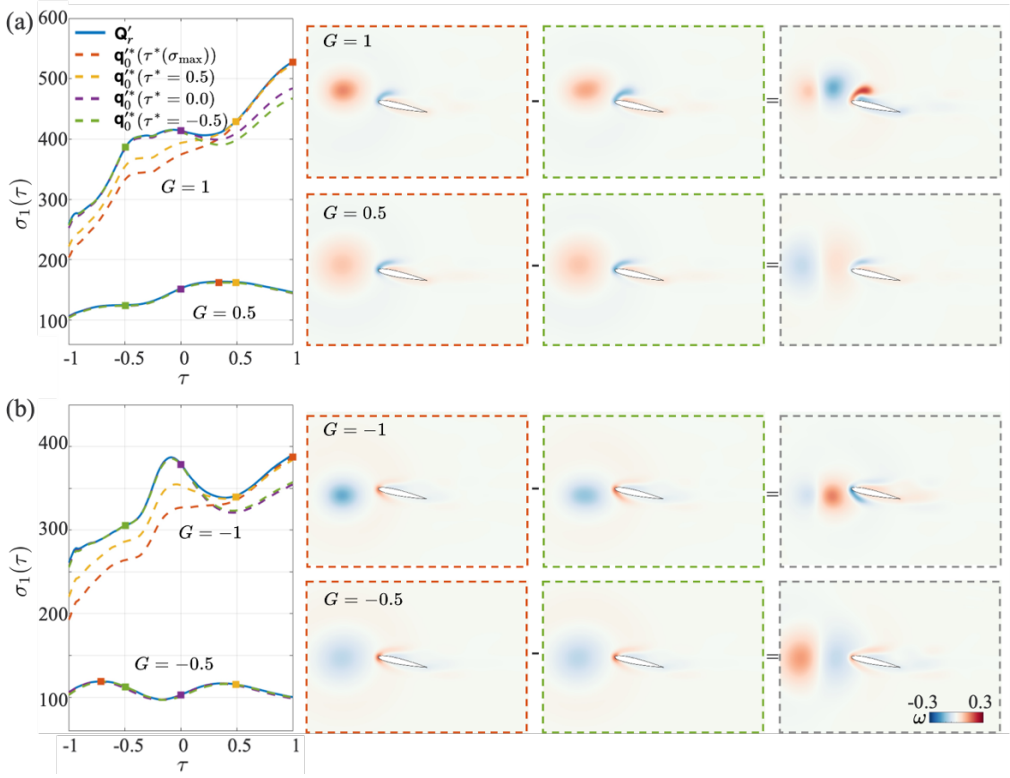 (a)
600
500
400
300
200
100
σ₁(τ)
Q′ᵣ
q′*₀(τ*(σmax))
q′*₀(τ* = 0.5)
q′*₀(τ* = 0.0)
q′*₀(τ* = −0.5)
G = 1
G = 0.5
-1 -0.5 0 0.5 1
τ
G = 1
- =
G = 0.5
- =
(b)
400
300
200
100
σ₁(τ)
G = −1
G = −0.5
-1 -0.5 0 0.5 1
τ
G = −1
- =
G = −0.5
- =
-0.3 0.3
ω